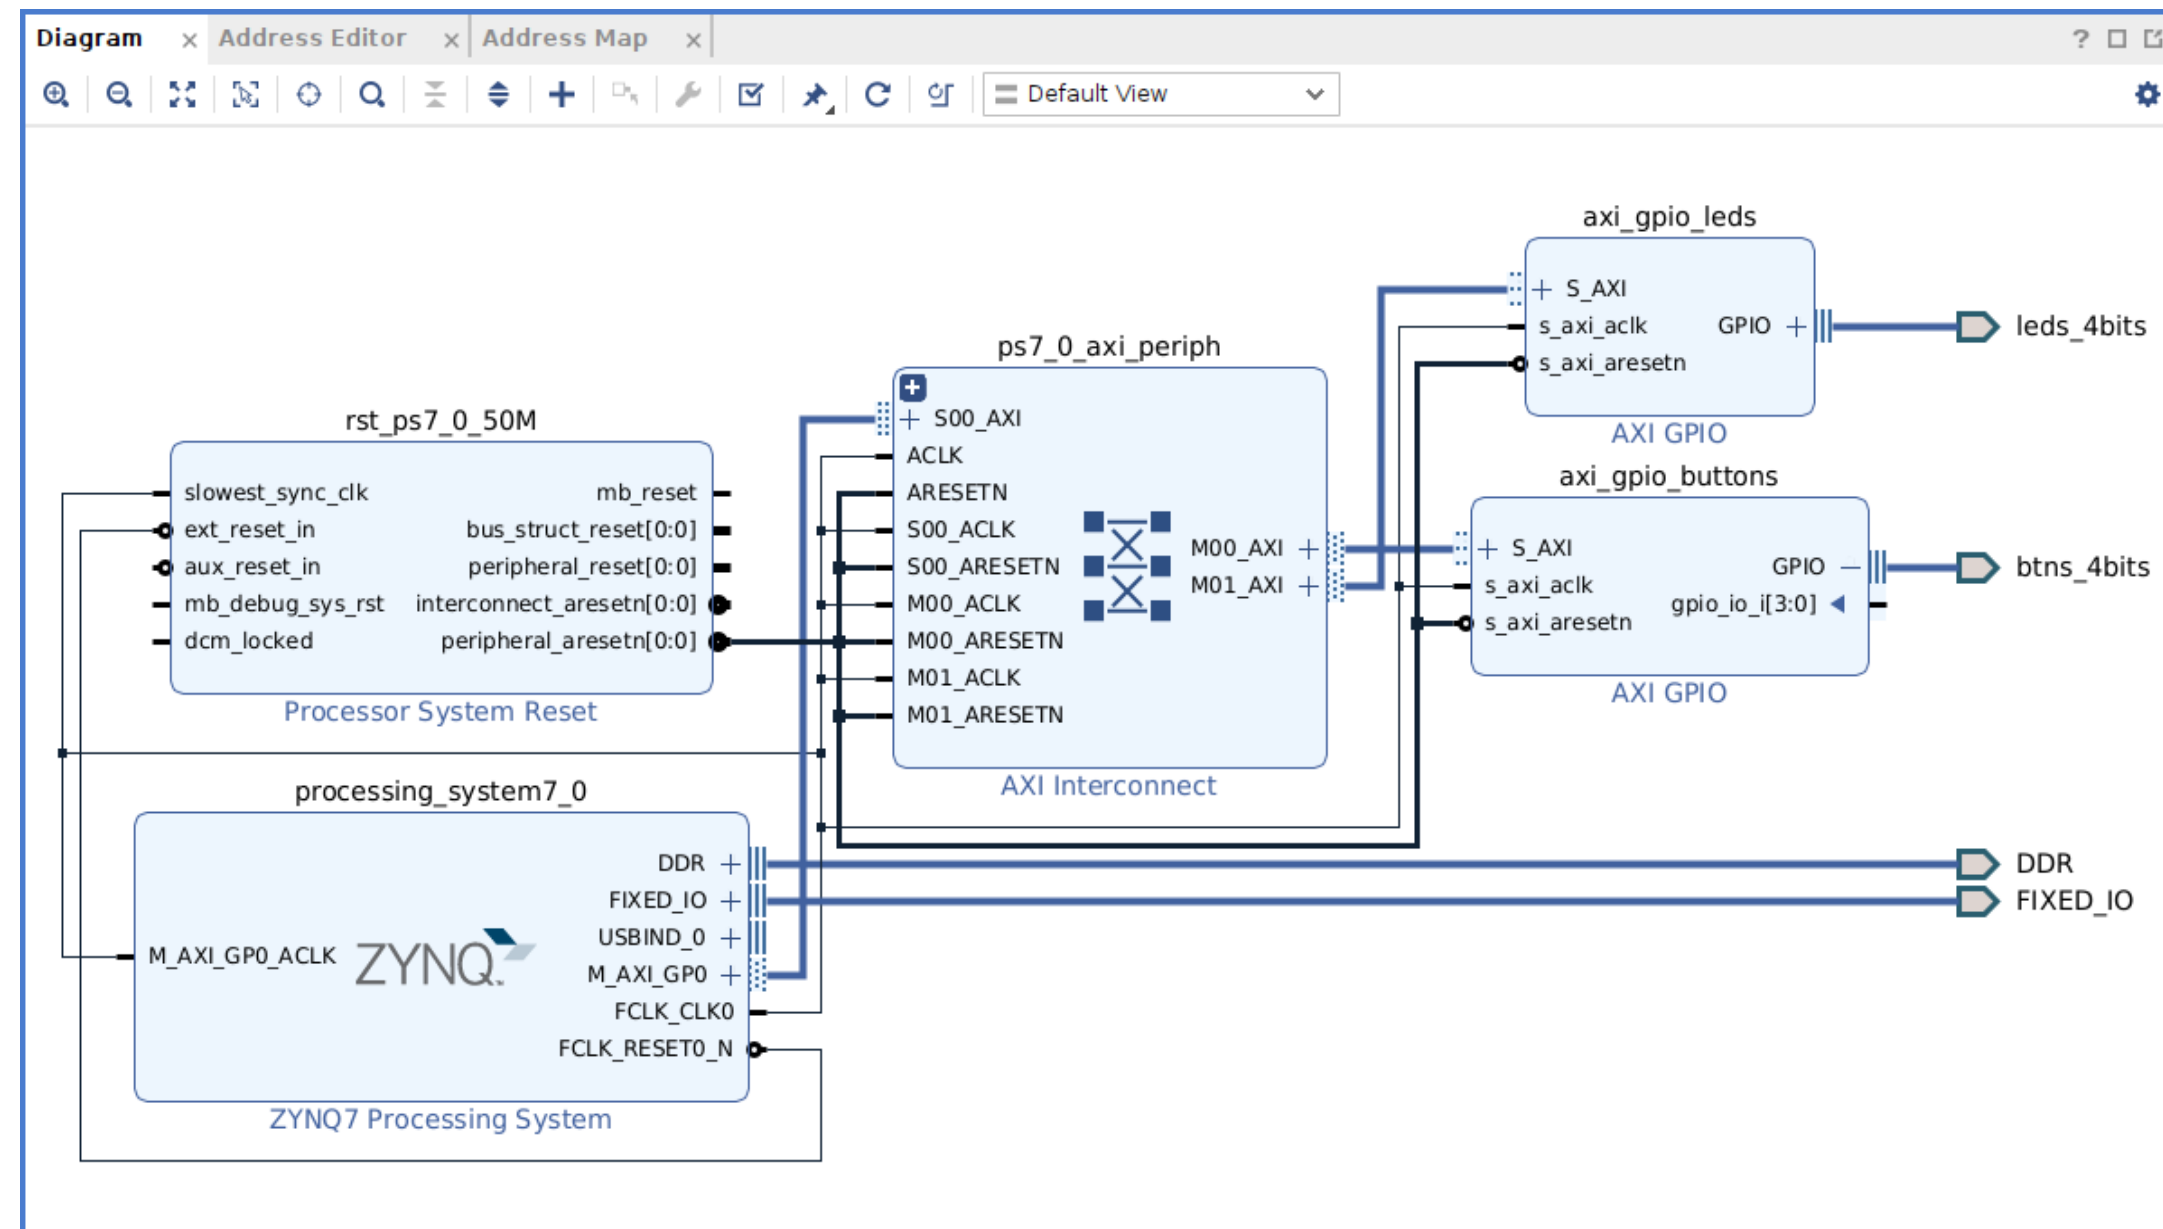 Diagram
Address Editor
Address Map
Default View
axi_gpio_leds
S_AXI
s_axi_aclk
s_axi_aresetn
GPIO
AXI GPIO
leds_4bits
ps7_0_axi_periph
S00_AXI
ACLK
ARESETN
S00_ACLK
S00_ARESETN
M00_ACLK
M00_ARESETN
M01_ACLK
M01_ARESETN
M00_AXI
M01_AXI
AXI Interconnect
rst_ps7_0_50M
slowest_sync_clk
ext_reset_in
aux_reset_in
mb_debug_sys_rst
dcm_locked
mb_reset
bus_struct_reset[0:0]
peripheral_reset[0:0]
interconnect_aresetn[0:0]
peripheral_aresetn[0:0]
Processor System Reset
axi_gpio_buttons
S_AXI
s_axi_aclk
s_axi_aresetn
GPIO
gpio_io_i[3:0]
AXI GPIO
btns_4bits
processing_system7_0
M_AXI_GP0_ACLK
ZYNQ
DDR
FIXED_IO
USBIND_0
M_AXI_GP0
FCLK_CLK0
FCLK_RESET0_N
ZYNQ7 Processing System
DDR
FIXED_IO